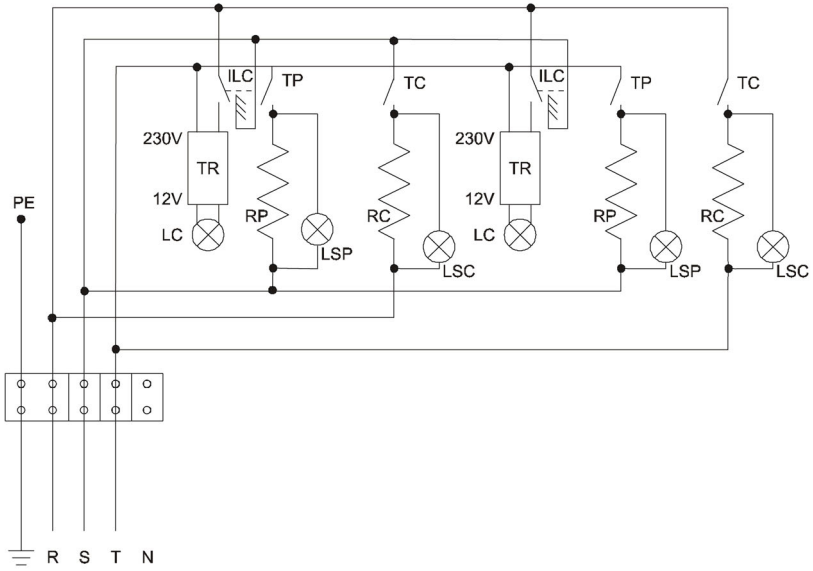 ILC TP TC ILC TP TC
230V TR 230V TR
12V 12V
PE
LC RP LSP RC LSC LC RP LSP RC LSC
R S T N